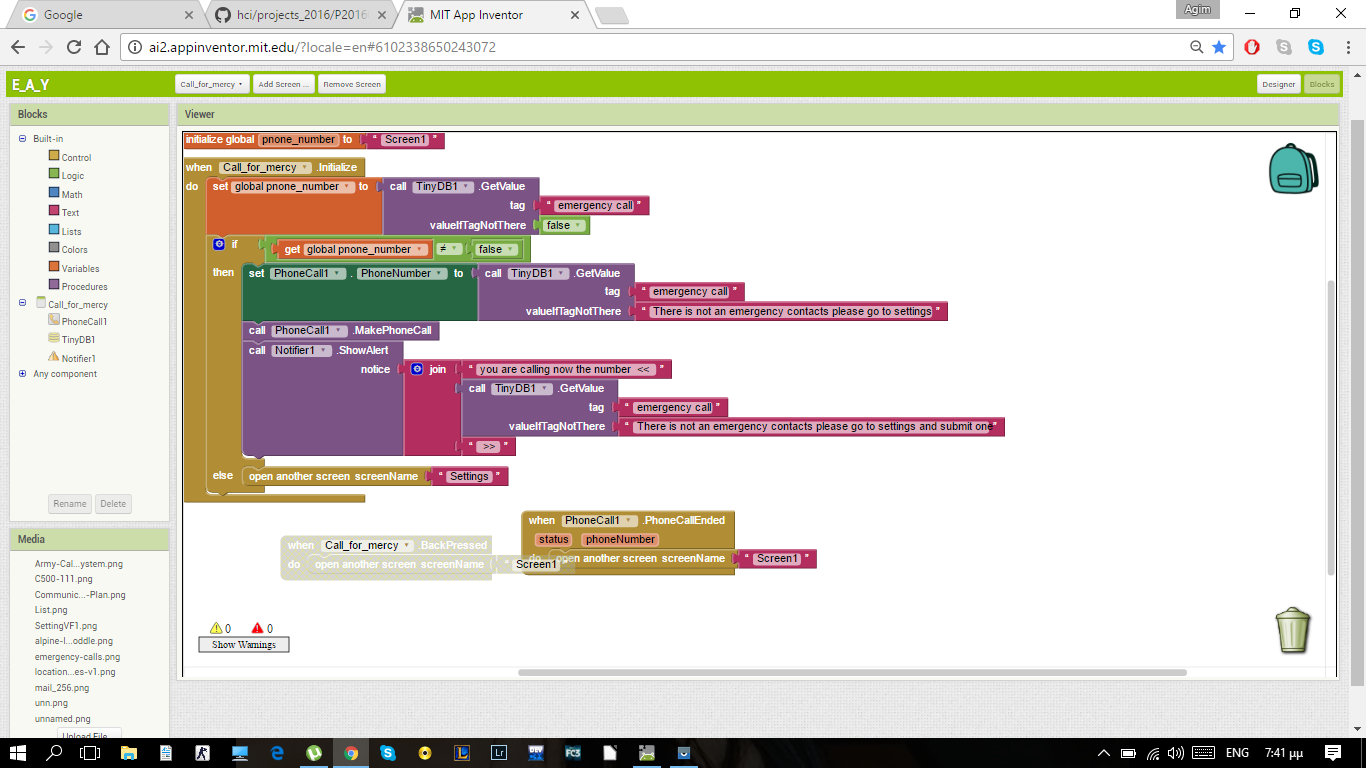 Google
hci/projects_2016/P2016
MIT App Inventor
Agim
ai2.appinventor.mit.edu/?locale=en#6102338650243072
E_A_Y
Call_for_mercy
Add Screen ...
Remove Screen
Designer
Blocks
Blocks
Viewer
Built-in
Control
Logic
Math
Text
Lists
Colors
Variables
Procedures
Call_for_mercy
PhoneCall1
TinyDB1
Notifier1
Any component
Rename
Delete
Media
Army-Cal...ystem.png
C500-111.png
Communic...-Plan.png
List.png
SettingVF1.png
alpine-l...oddle.png
emergency-calls.png
location...es-v1.png
mail_256.png
unn.png
unnamed.png
Upload File
initialize global pnone_number to " Screen1 "
when Call_for_mercy .Initialize
do set global pnone_number to call TinyDB1 .GetValue
tag " emergency call "
valueIfTagNotThere false
if get global pnone_number ≠ false
then set PhoneCall1 . PhoneNumber to call TinyDB1 .GetValue
tag " emergency call "
valueIfTagNotThere " There is not an emergency contacts please go to settings "
call PhoneCall1 .MakePhoneCall
call Notifier1 .ShowAlert
notice join " you are calling now the number << "
call TinyDB1 .GetValue
tag " emergency call "
valueIfTagNotThere " There is not an emergency contacts please go to settings and submit one "
" >> "
else open another screen screenName " Settings "
when PhoneCall1 .PhoneCallEnded
status phoneNumber
do open another screen screenName " Screen1 "
when Call_for_mercy .BackPressed
do open another screen screenName " Screen1 "
0 0
Show Warnings
ENG 7:41 μμ